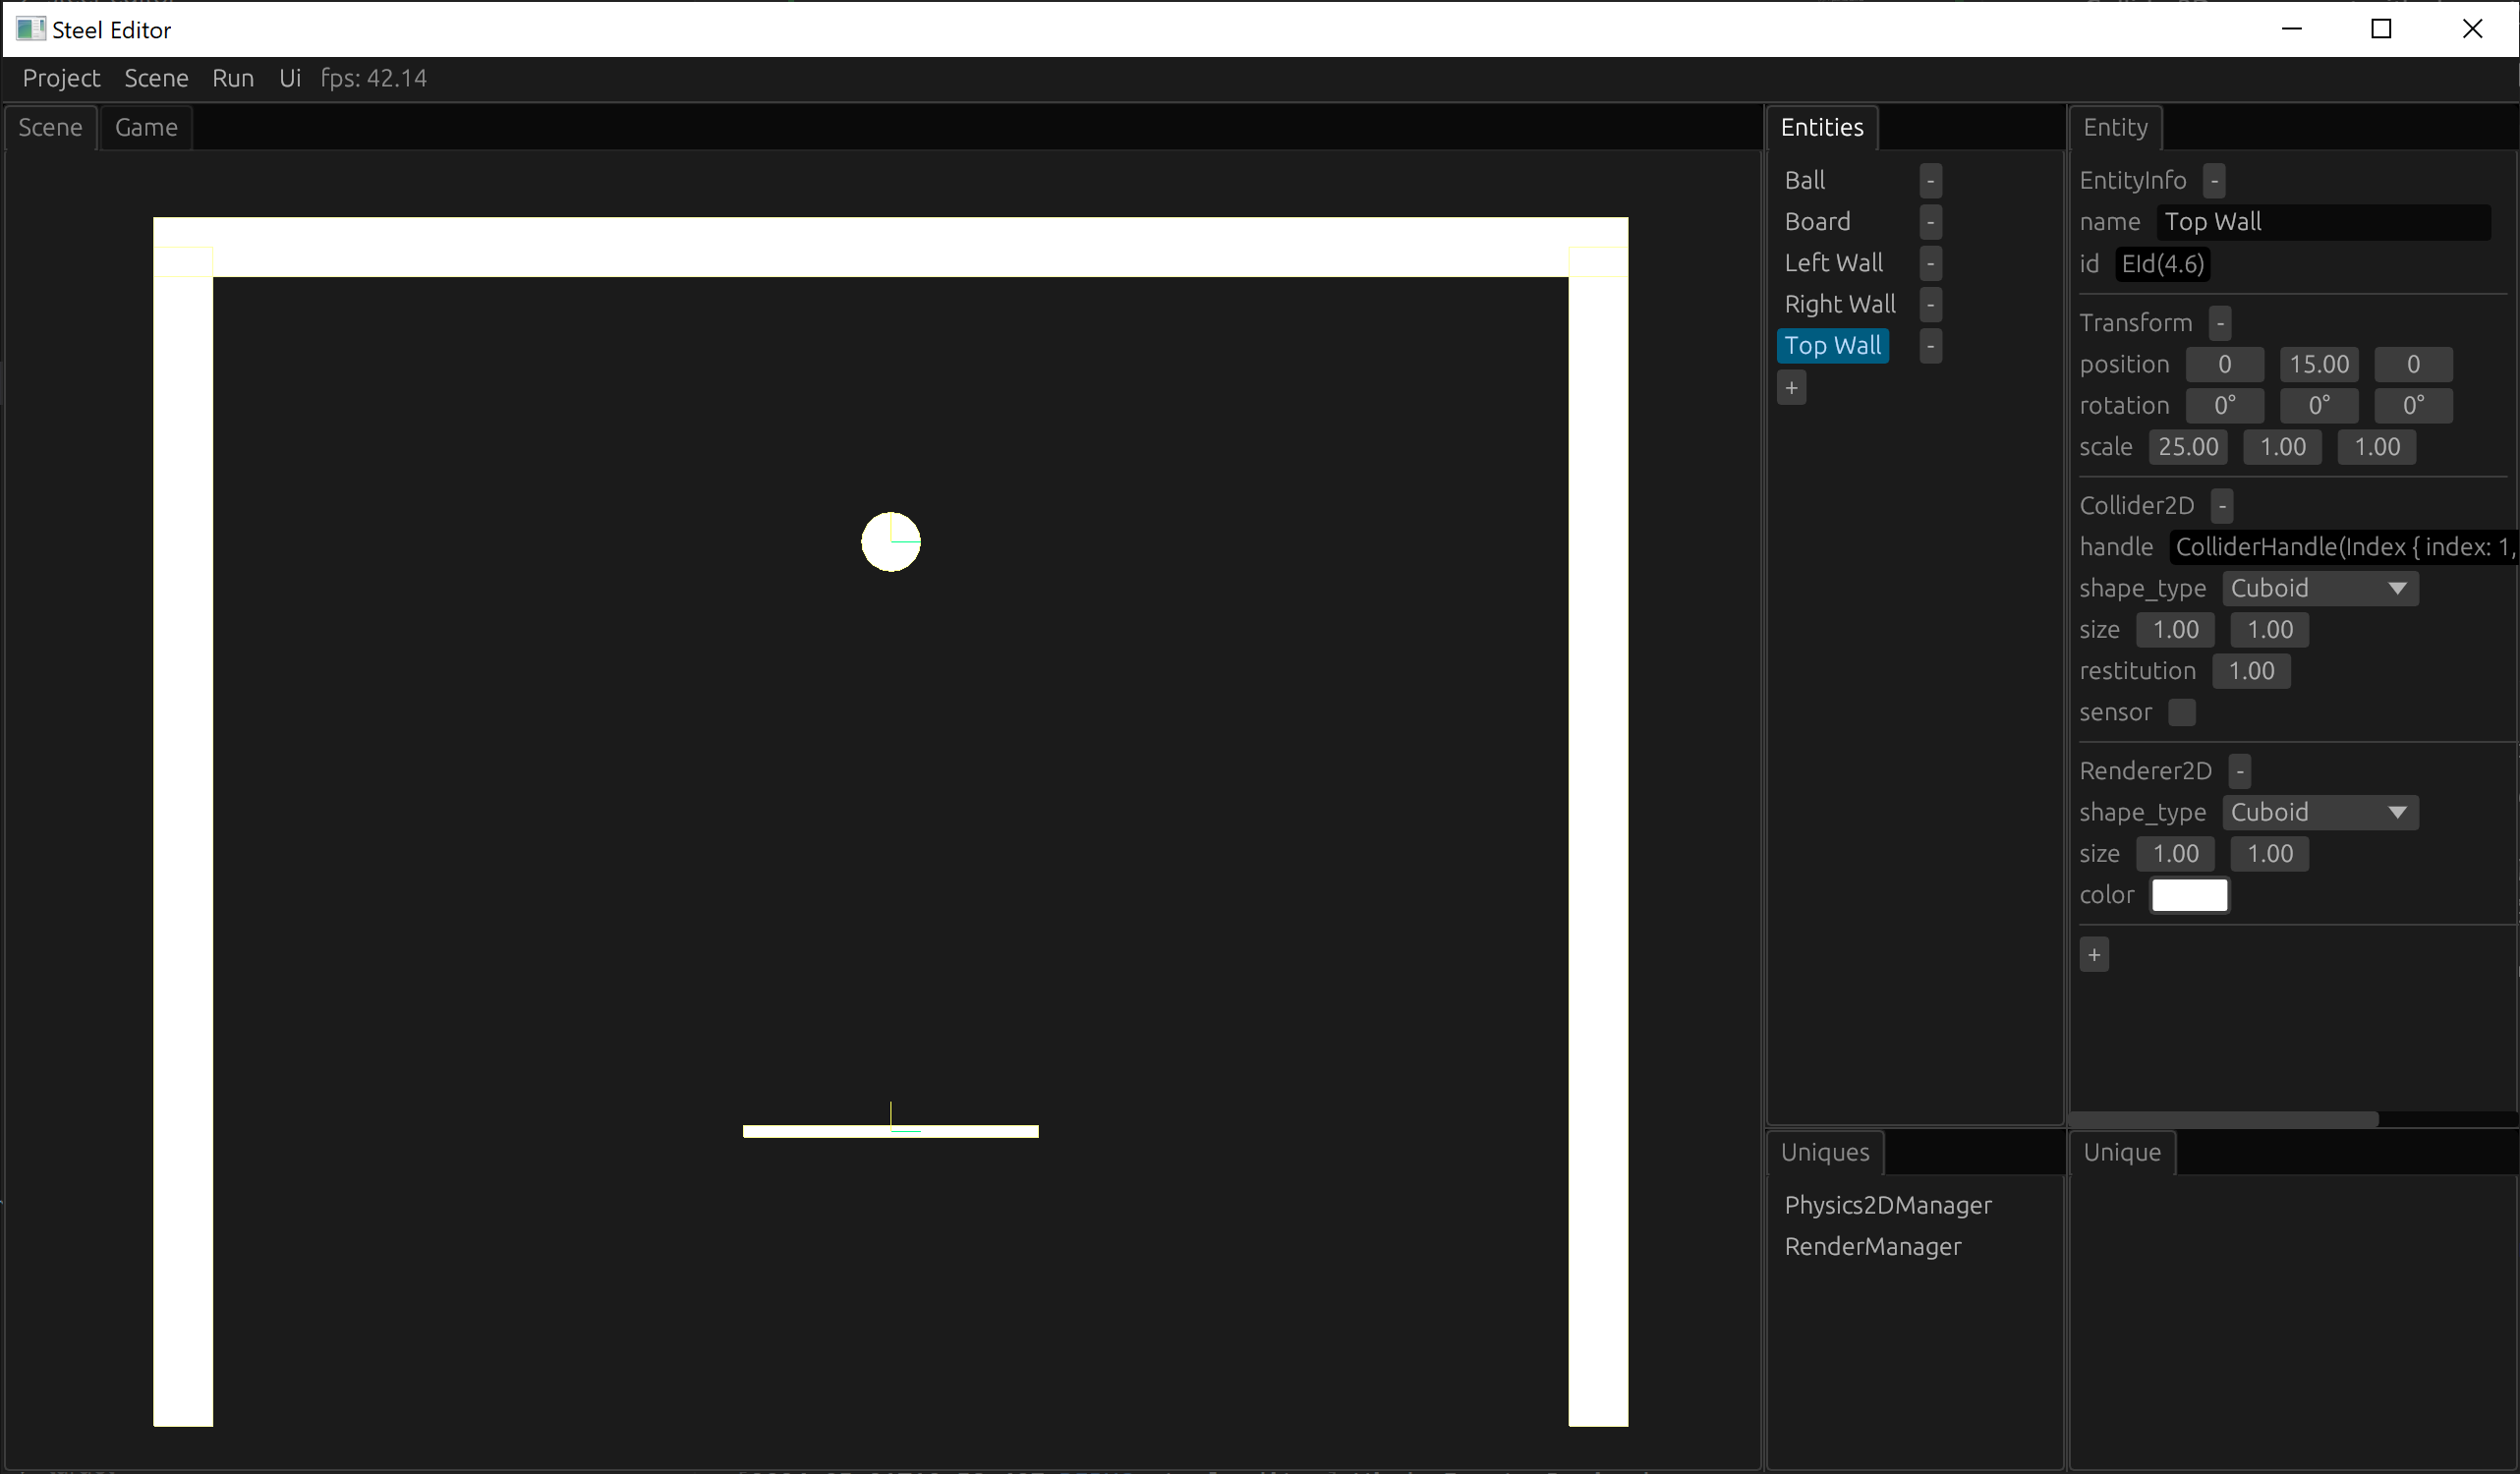 Steel Editor
Project Scene Run Ui fps: 42.14
Scene Game
Entities
Ball -
Board -
Left Wall -
Right Wall -
Top Wall -
+
Entity
EntityInfo -
name Top Wall
id EId(4.6)
Transform -
position 0 15.00 0
rotation 0° 0° 0°
scale 25.00 1.00 1.00
Collider2D -
handle ColliderHandle(Index { index: 1,
shape_type Cuboid
size 1.00 1.00
restitution 1.00
sensor
Renderer2D -
shape_type Cuboid
size 1.00 1.00
color
+
Uniques
Physics2DManager
RenderManager
Unique